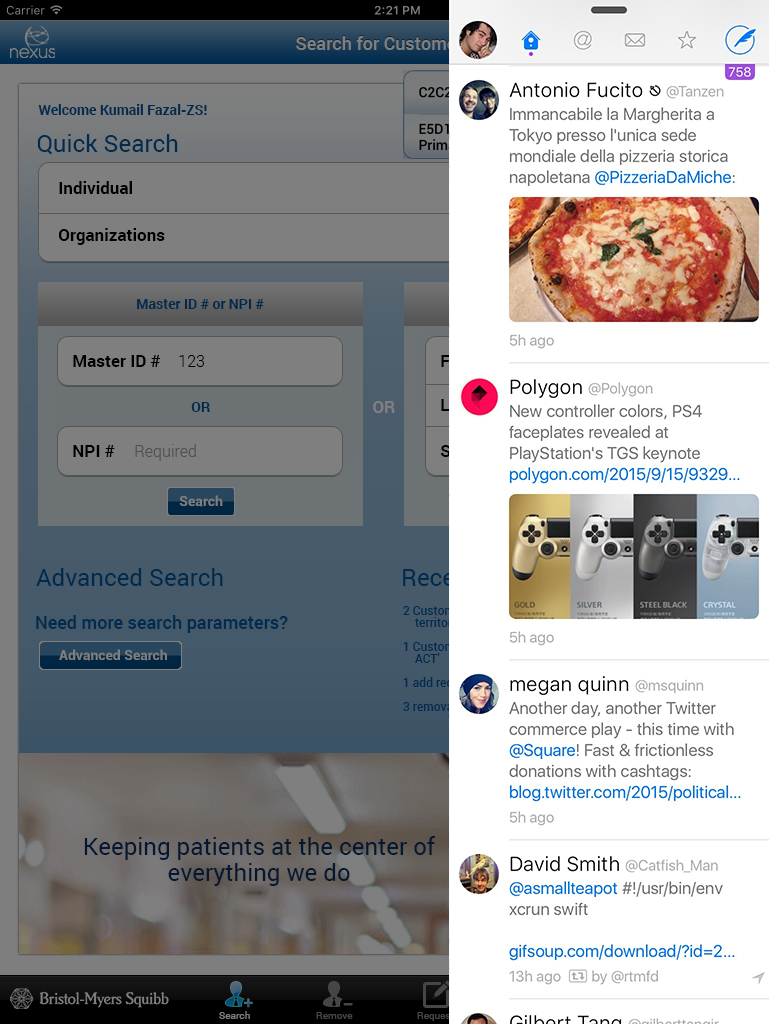 Carrier
2:21 PM
nexus
Search for Custome
Welcome Kumail Fazal-ZS!
Quick Search
Individual
Organizations
C2C2
E5D1
Prim
Master ID # or NPI #
Master ID # 123
OR
NPI # Required
Search
OR
F
L
S
Advanced Search
Need more search parameters?
Advanced Search
Rece
2 Custom
territo
1 Custo
ACT'
1 add re
3 remov
Keeping patients at the center of
everything we do
Bristol-Myers Squibb
Search
Remove
Reque
@
758
Antonio Fucito @Tanzen
Immancabile la Margherita a
Tokyo presso l'unica sede
mondiale della pizzeria storica
napoletana @PizzeriaDaMiche:
5h ago
Polygon @Polygon
New controller colors, PS4
faceplates revealed at
PlayStation's TGS keynote
polygon.com/2015/9/15/9329...
GOLD
SILVER
STEEL BLACK
CRYSTAL
5h ago
megan quinn @msquinn
Another day, another Twitter
commerce play - this time with
@Square! Fast & frictionless
donations with cashtags:
blog.twitter.com/2015/political...
5h ago
David Smith @Catfish_Man
@asmallteapot #!/usr/bin/env
xcrun swift
gifsoup.com/download/?id=2...
13h ago by @rtmfd
Gilbert Tang